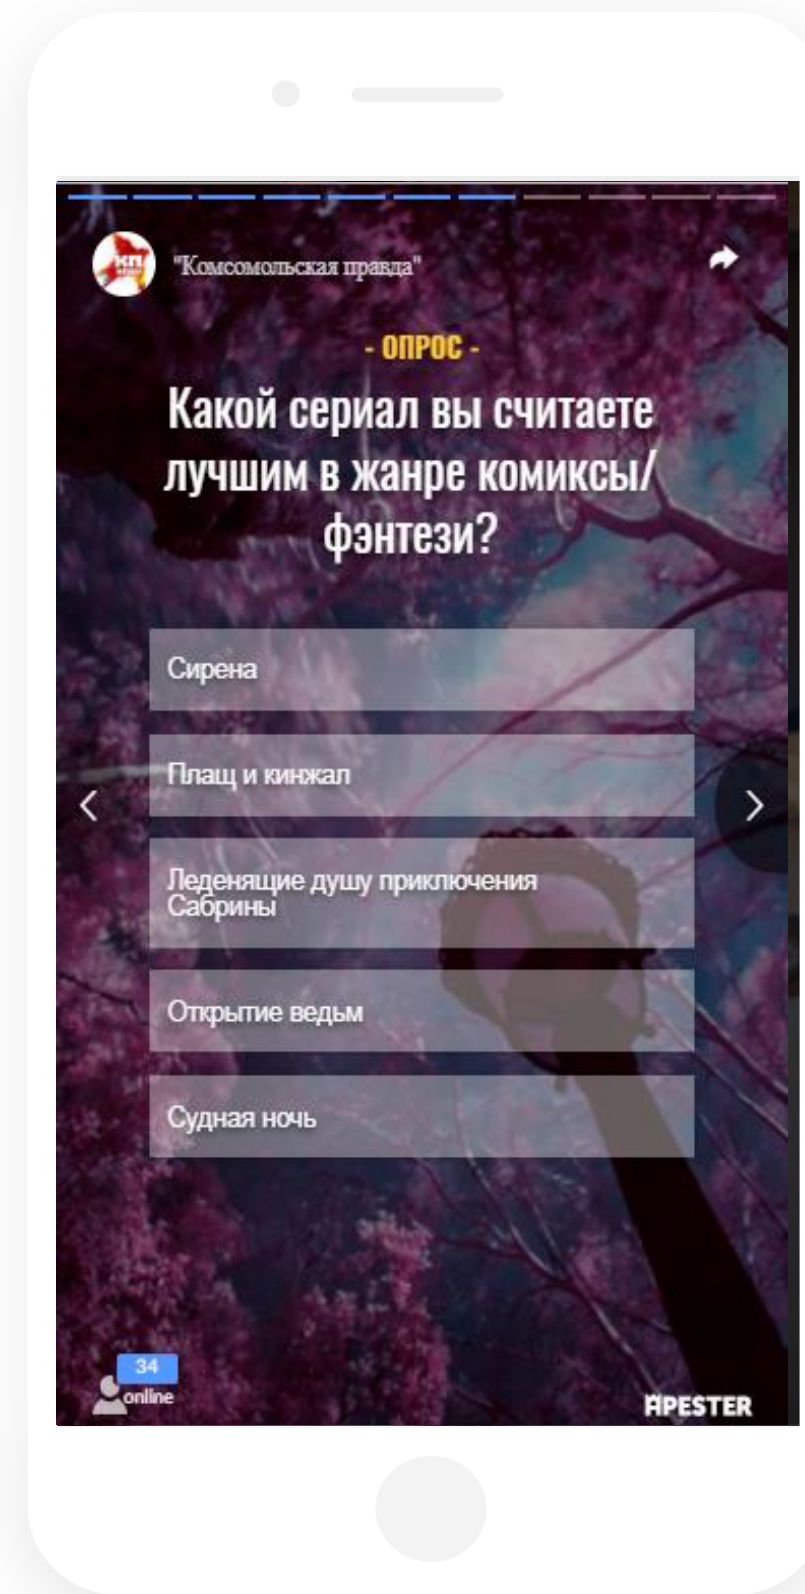 КП
"Комсомольская правда"
- ОПРОС -
Какой сериал вы считаете
лучшим в жанре комиксы/
фэнтези?
Сирена
Плащ и кинжал
Леденящие душу приключения
Сабрины
Открытие ведьм
Судная ночь
34
online
APESTER